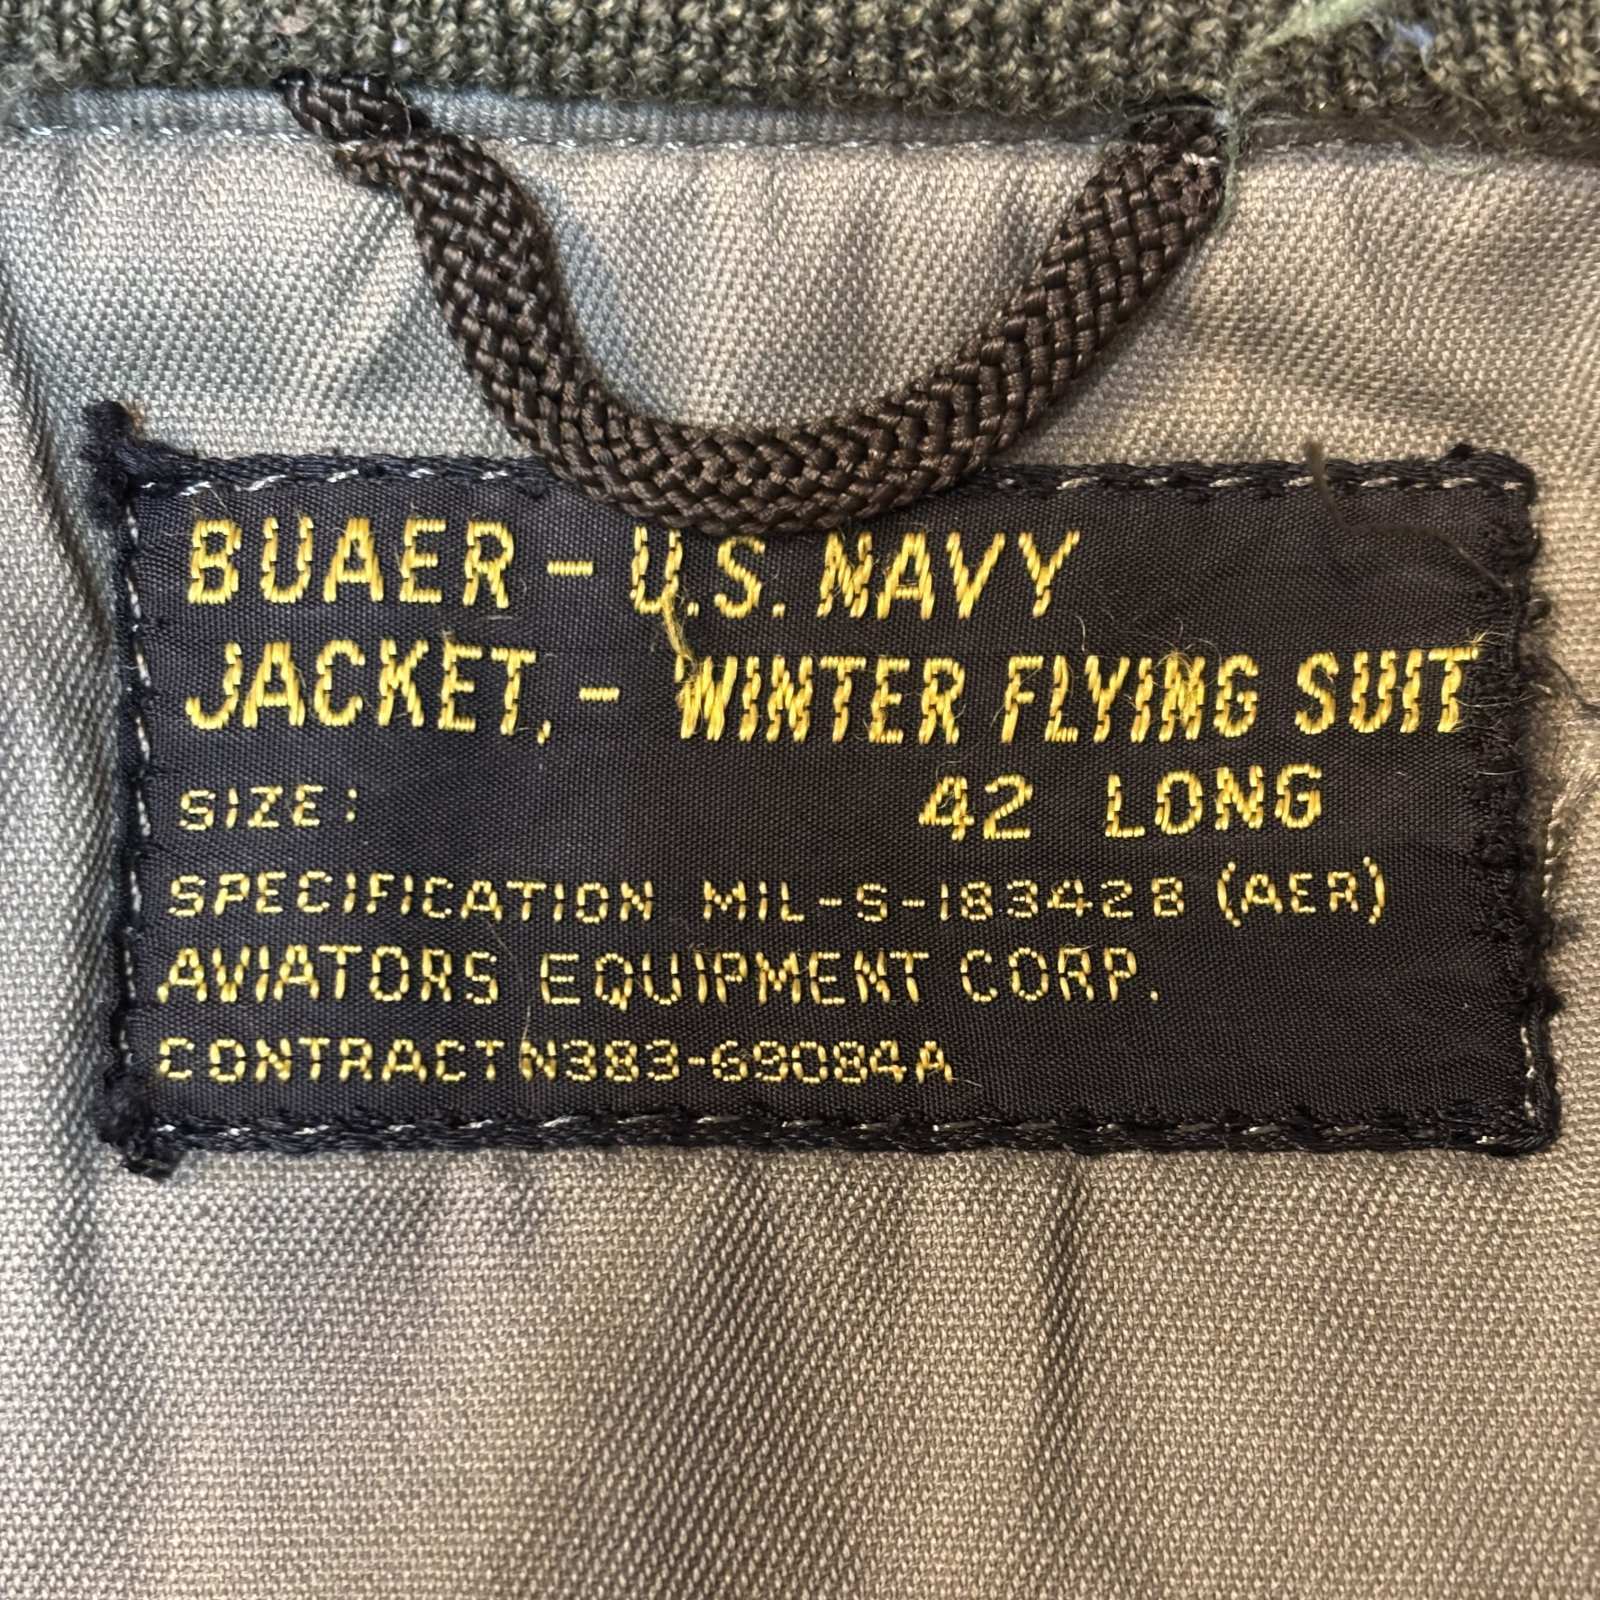 BUAER - U.S. NAVY
JACKET, - WINTER FLYING SUIT
SIZE: 42 LONG
SPECIFICATION MIL-S-18342B (AER)
AVIATORS EQUIPMENT CORP.
CONTRACT N383-69084A